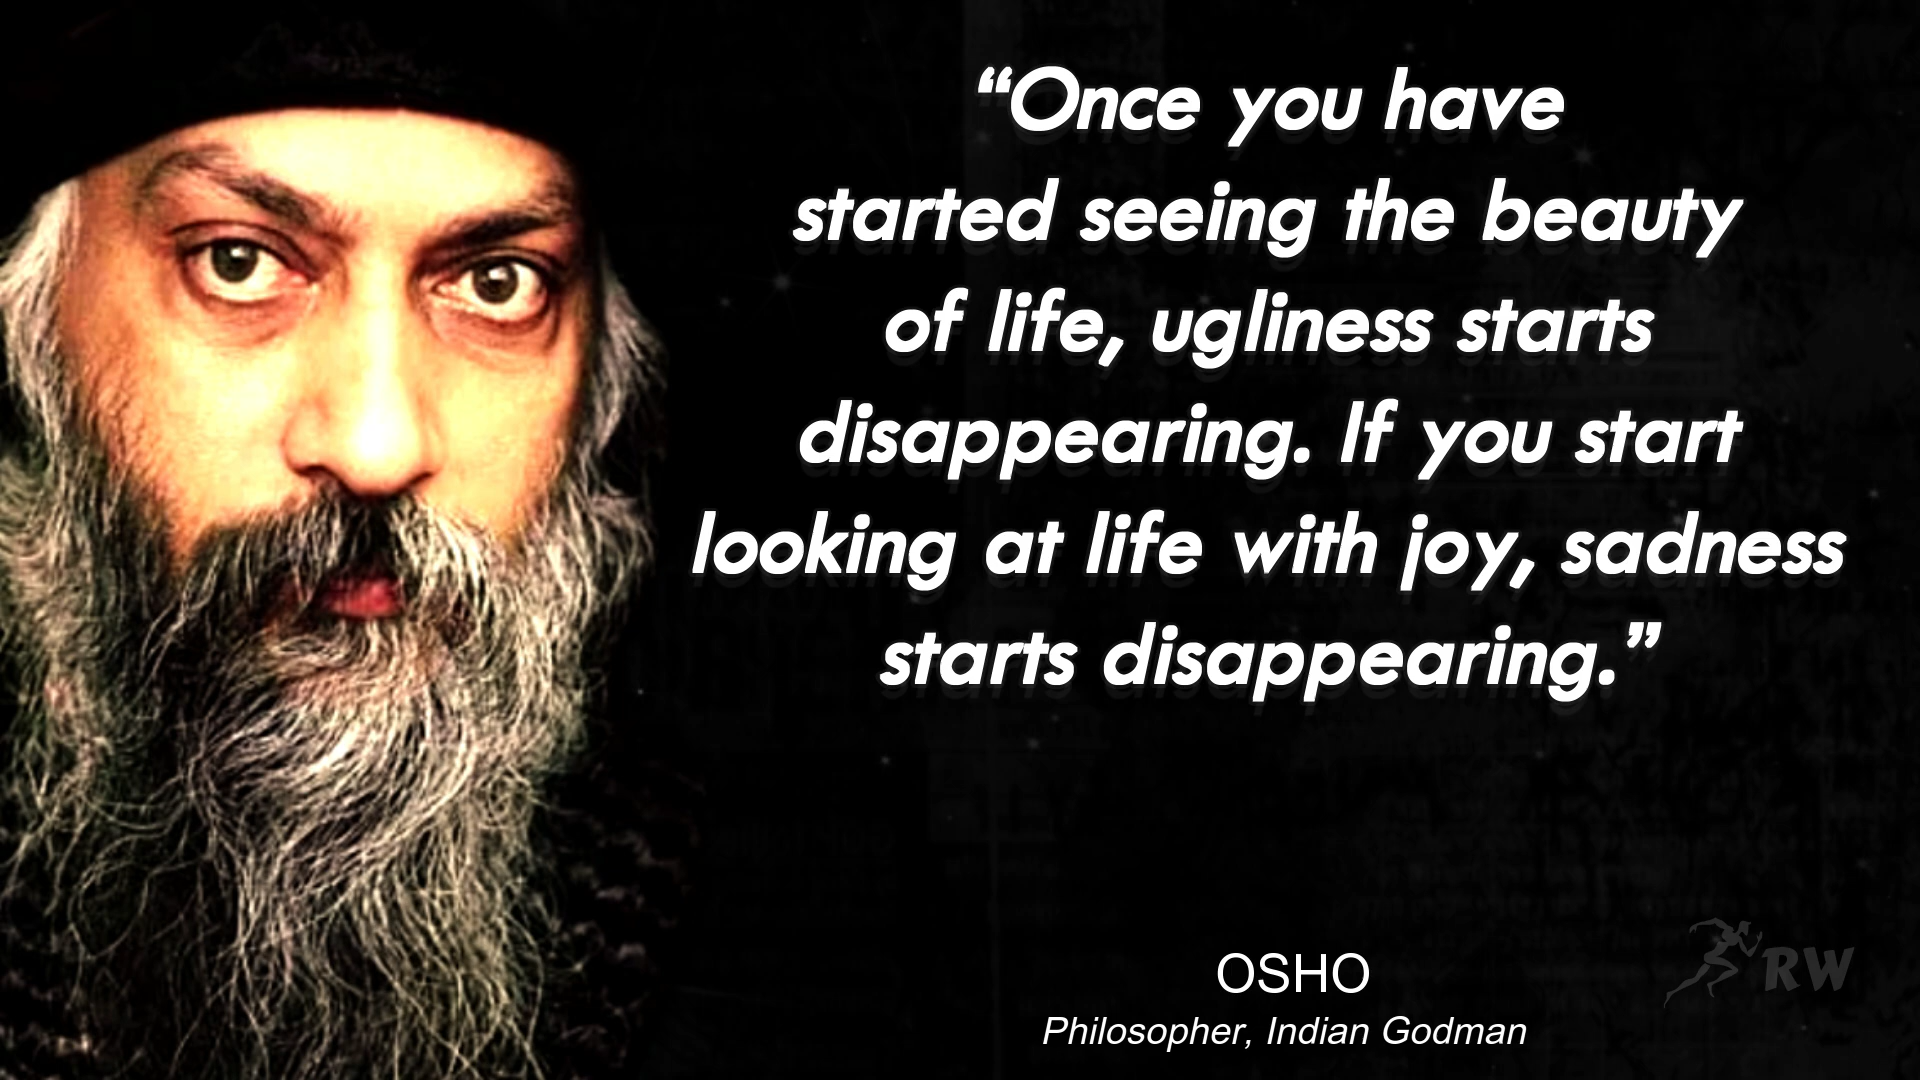 “Once you have
started seeing the beauty
of life, ugliness starts
disappearing. If you start
looking at life with joy, sadness
starts disappearing.”
OSHO
Philosopher, Indian Godman
RW